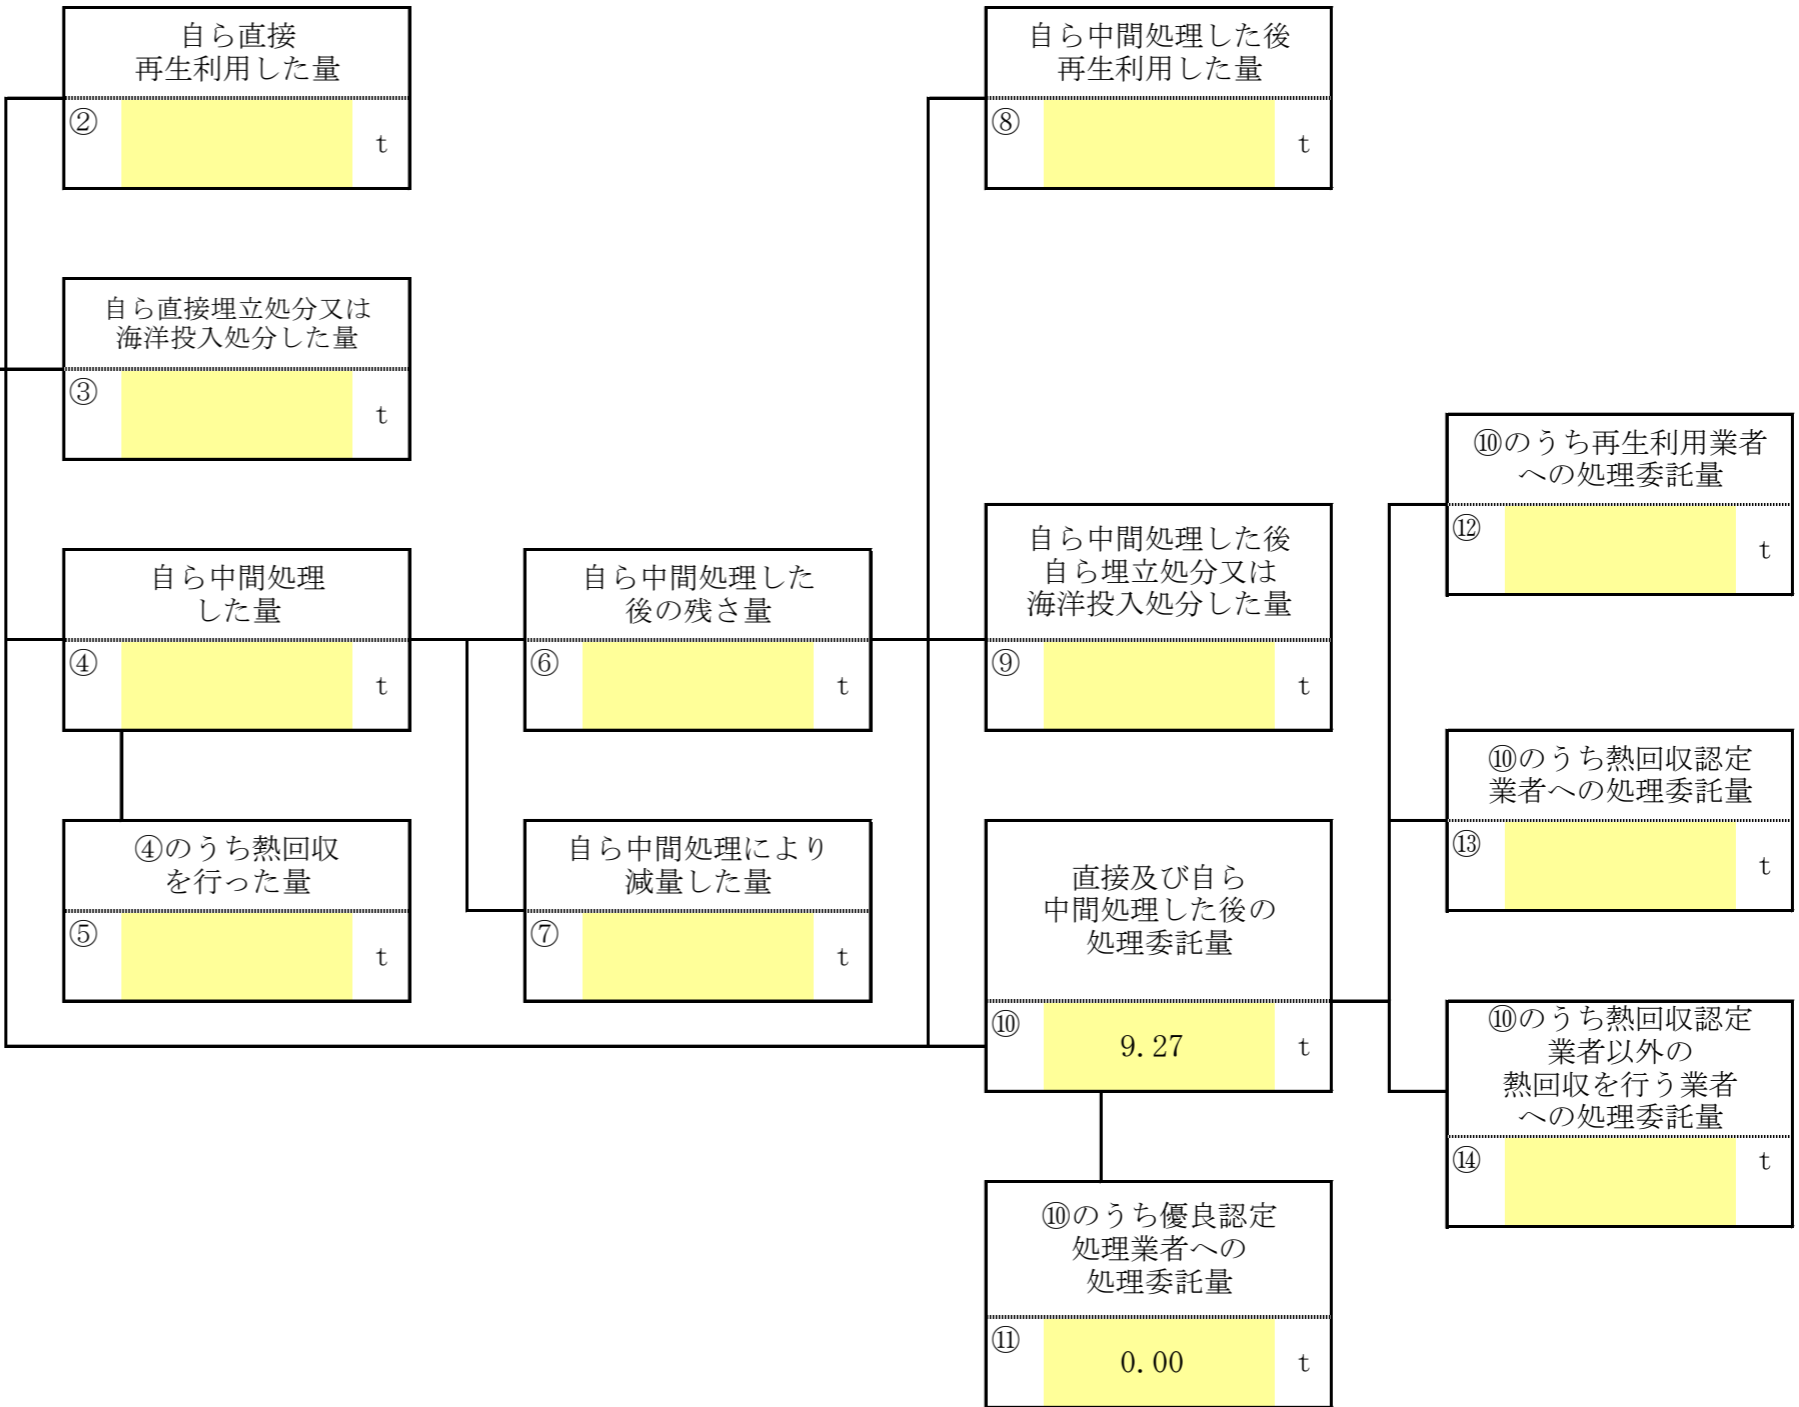 自ら直接
再生利用した量
②
t
自ら中間処理した後
再生利用した量
⑧
t
自ら直接埋立処分又は
海洋投入処分した量
③
t
⑩のうち再生利用業者
への処理委託量
⑫
t
自ら中間処理
した量
④
t
自ら中間処理した
後の残さ量
⑥
t
自ら中間処理した後
自ら埋立処分又は
海洋投入処分した量
⑨
t
⑩のうち熱回収認定
業者への処理委託量
⑬
t
④のうち熱回収
を行った量
⑤
t
自ら中間処理により
減量した量
⑦
t
直接及び自ら
中間処理した後の
処理委託量
⑩
9.27
t
⑩のうち熱回収認定
業者以外の
熱回収を行う業者
への処理委託量
⑭
t
⑩のうち優良認定
処理業者への
処理委託量
⑪
0.00
t